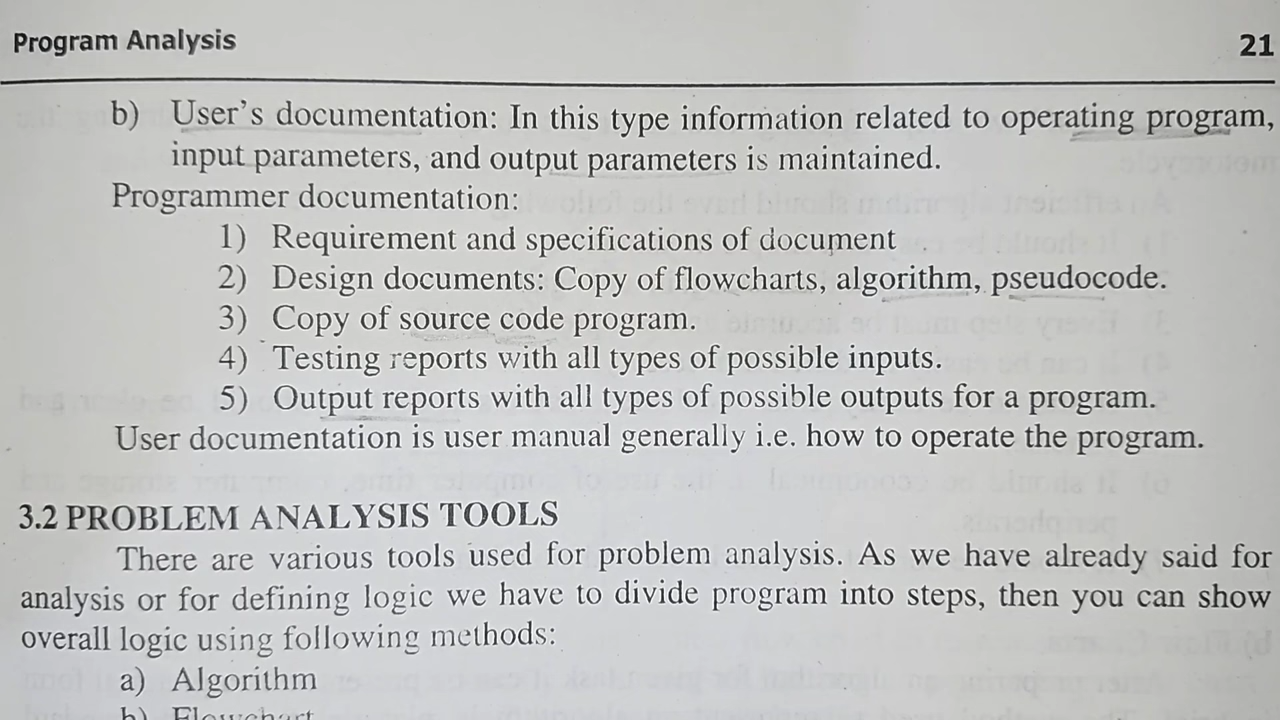 Program Analysis 21
b) User's documentation: In this type information related to operating program,
input parameters, and output parameters is maintained.
Programmer documentation:
1) Requirement and specifications of document
2) Design documents: Copy of flowcharts, algorithm, pseudocode.
3) Copy of source code program.
4) Testing reports with all types of possible inputs.
5) Output reports with all types of possible outputs for a program.
User documentation is user manual generally i.e. how to operate the program.
3.2 PROBLEM ANALYSIS TOOLS
There are various tools used for problem analysis. As we have already said for
analysis or for defining logic we have to divide program into steps, then you can show
overall logic using following methods:
a) Algorithm
b) Flowchart